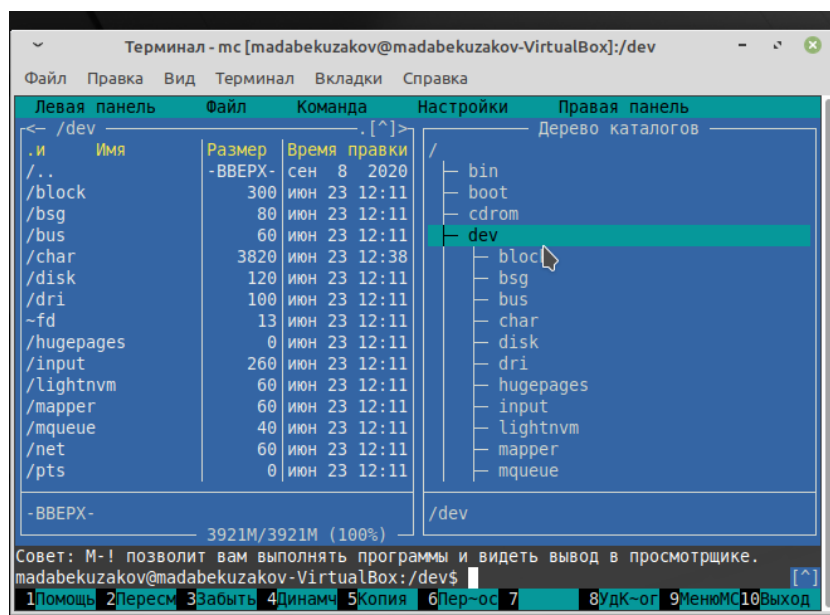 Терминал - mc [madabekuzakov@madabekuzakov-VirtualBox]:/dev
Файл Правка Вид Терминал Вкладки Справка
Левая панель Файл Команда Настройки Правая панель
<— /dev .[^]> Дерево каталогов
.и Имя Размер Время правки /
/.. -ВВЕРХ- сен 8 2020 bin
/block 300 июн 23 12:11 boot
/bsg 80 июн 23 12:11 cdrom
/bus 60 июн 23 12:11 dev
/char 3820 июн 23 12:38 block
/disk 120 июн 23 12:11 bsg
/dri 100 июн 23 12:11 bus
~fd 13 июн 23 12:11 char
/hugepages 0 июн 23 12:11 disk
/input 260 июн 23 12:11 dri
/lightnvm 60 июн 23 12:11 hugepages
/mapper 60 июн 23 12:11 input
/mqueue 40 июн 23 12:11 lightnvm
/net 60 июн 23 12:11 mapper
/pts 0 июн 23 12:11 mqueue
-ВВЕРХ- /dev
3921M/3921M (100%)
Совет: M-! позволит вам выполнять программы и видеть вывод в просмотрщике.
madabekuzakov@madabekuzakov-VirtualBox:/dev$ [^]
1Помощь 2Пересм 3Забыть 4Динамч 5Копия 6Пер~ос 7 8УдК~ог 9МенюМС 10Выход